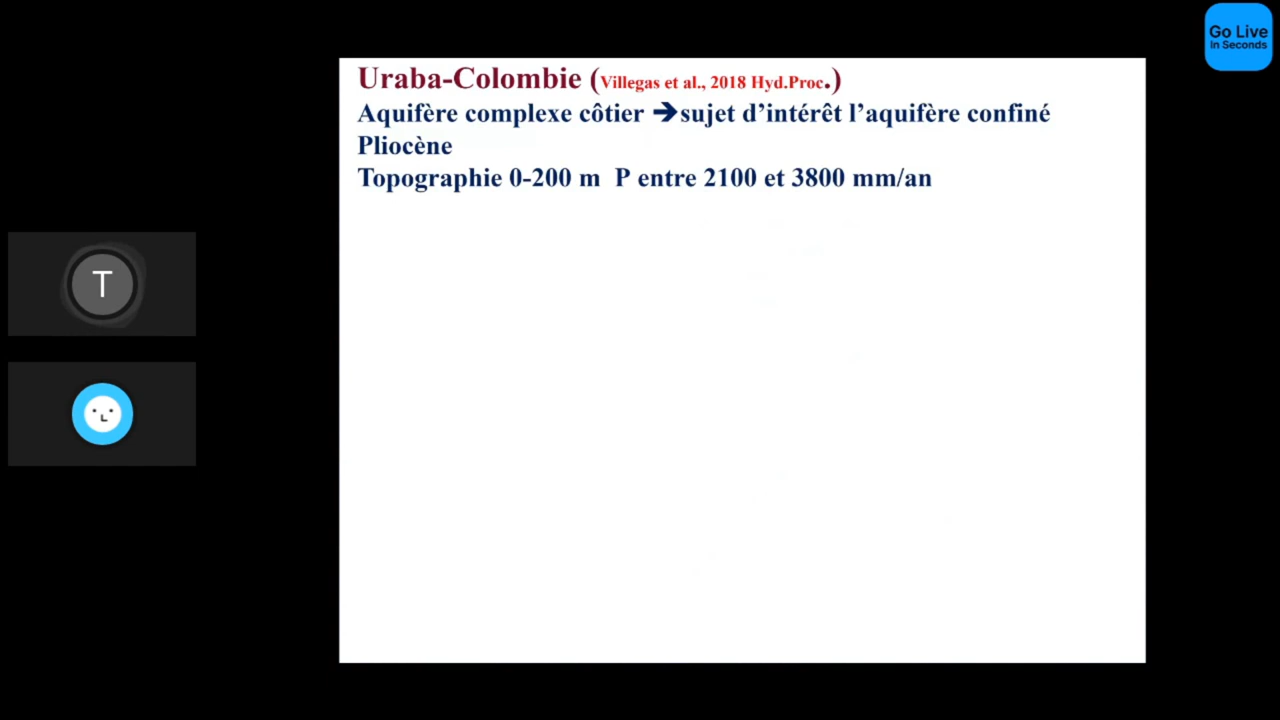 Go Live
In Seconds
Uraba-Colombie (Villegas et al., 2018 Hyd.Proc.)
Aquifère complexe côtier ➔sujet d’intérêt l’aquifère confiné
Pliocène
Topographie 0-200 m  P entre 2100 et 3800 mm/an
T